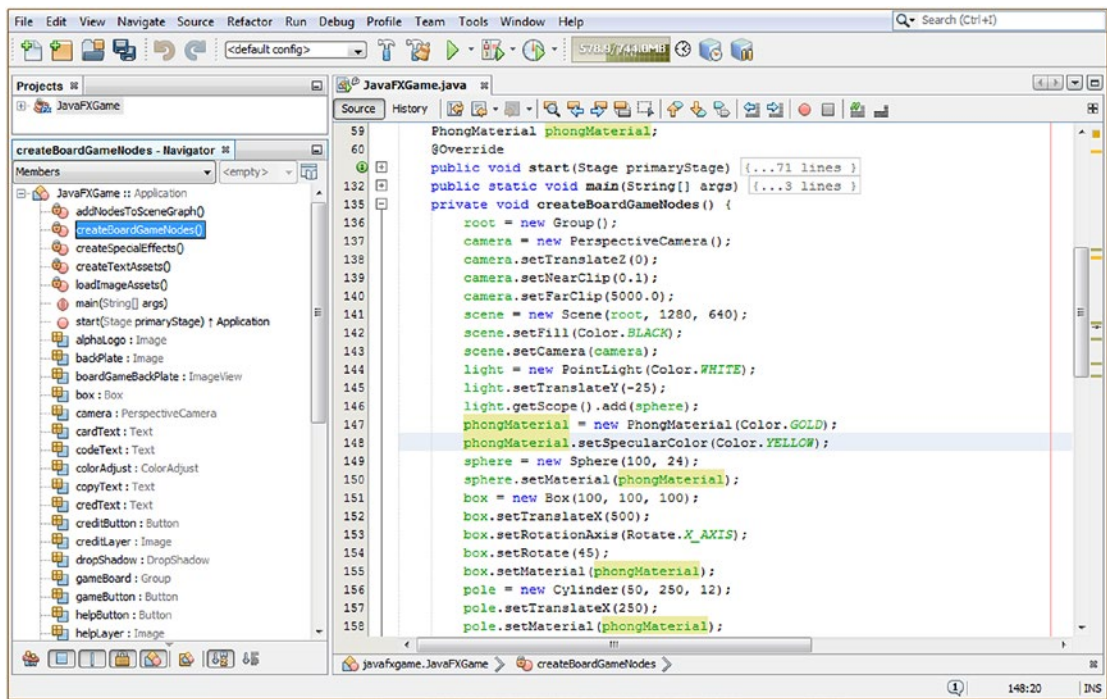 File Edit View Navigate Source Refactor Run Debug Profile Team Tools Window Help
Search (Ctrl+I)
<default config>
578.9/744.0MB
Projects
JavaFXGame
createBoardGameNodes - Navigator
Members
<empty>
JavaFXGame :: Application
addNodesToSceneGraph()
createBoardGameNodes()
createSpecialEffects()
createTextAssets()
loadImageAssets()
main(String[] args)
start(Stage primaryStage) ↑ Application
alphaLogo : Image
backPlate : Image
boardGameBackPlate : ImageView
box : Box
camera : PerspectiveCamera
cardText : Text
codeText : Text
colorAdjust : ColorAdjust
copyText : Text
credText : Text
creditButton : Button
creditLayer : Image
dropShadow : DropShadow
gameBoard : Group
gameButton : Button
helpButton : Button
helpLayer : Image
JavaFXGame.java
Source History
59 PhongMaterial phongMaterial;
60 @Override
public void start(Stage primaryStage) {...71 lines }
132 public static void main(String[] args) {...3 lines }
135 private void createBoardGameNodes() {
136 root = new Group();
137 camera = new PerspectiveCamera();
138 camera.setTranslateZ(0);
139 camera.setNearClip(0.1);
140 camera.setFarClip(5000.0);
141 scene = new Scene(root, 1280, 640);
142 scene.setFill(Color.BLACK);
143 scene.setCamera(camera);
144 light = new PointLight(Color.WHITE);
145 light.setTranslateY(-25);
146 light.getScope().add(sphere);
147 phongMaterial = new PhongMaterial(Color.GOLD);
148 phongMaterial.setSpecularColor(Color.YELLOW);
149 sphere = new Sphere(100, 24);
150 sphere.setMaterial(phongMaterial);
151 box = new Box(100, 100, 100);
152 box.setTranslateX(500);
153 box.setRotationAxis(Rotate.X_AXIS);
154 box.setRotate(45);
155 box.setMaterial(phongMaterial);
156 pole = new Cylinder(50, 250, 12);
157 pole.setTranslateX(250);
158 pole.setMaterial(phongMaterial);
javafxgame.JavaFXGame createBoardGameNodes
1 148:20 INS